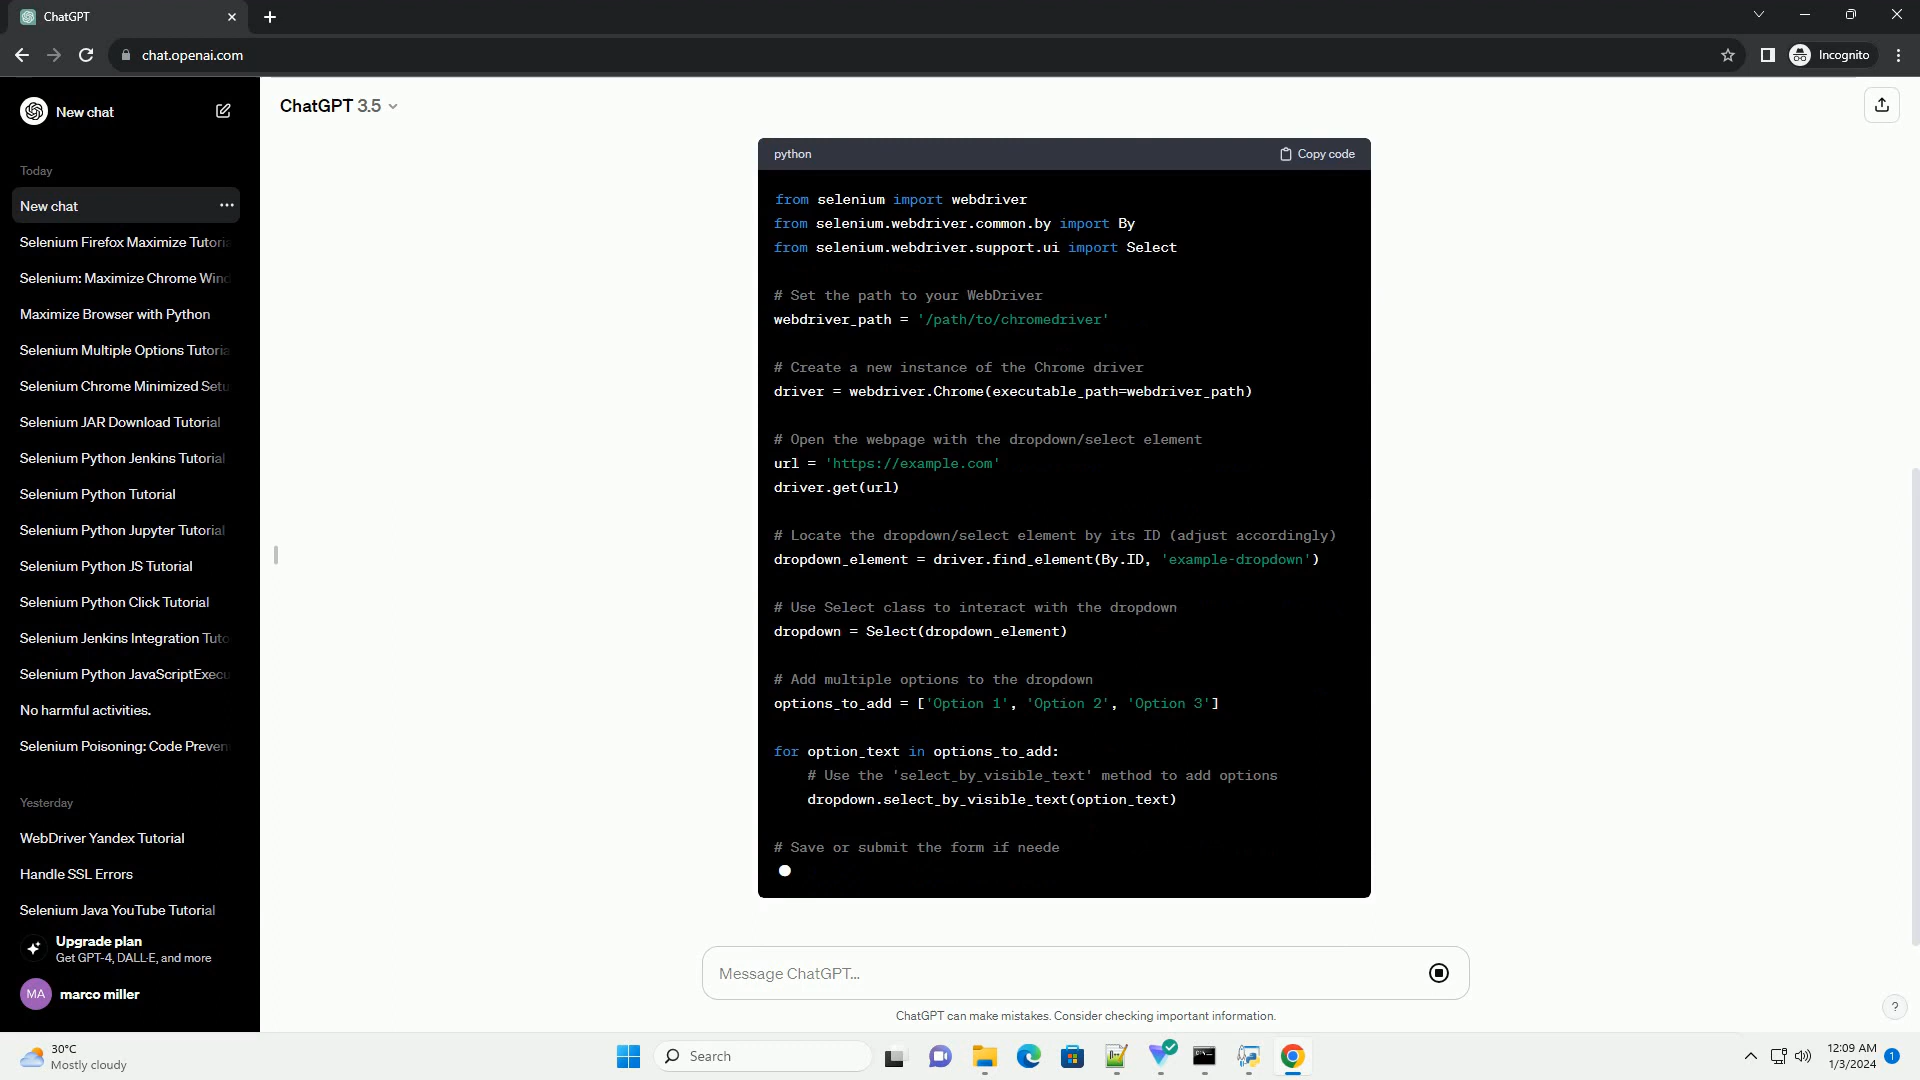 ChatGPT
chat.openai.com
Incognito
New chat
Today
New chat
Selenium Firefox Maximize Tutoria
Selenium: Maximize Chrome Wind
Maximize Browser with Python
Selenium Multiple Options Tutoria
Selenium Chrome Minimized Setu
Selenium JAR Download Tutorial
Selenium Python Jenkins Tutorial
Selenium Python Tutorial
Selenium Python Jupyter Tutorial
Selenium Python JS Tutorial
Selenium Python Click Tutorial
Selenium Jenkins Integration Tuto
Selenium Python JavaScriptExecu
No harmful activities.
Selenium Poisoning: Code Preven
Yesterday
WebDriver Yandex Tutorial
Handle SSL Errors
Selenium Java YouTube Tutorial
Upgrade plan
Get GPT-4, DALL·E, and more
MA marco miller
ChatGPT 3.5
python Copy code
from selenium import webdriver
from selenium.webdriver.common.by import By
from selenium.webdriver.support.ui import Select
# Set the path to your WebDriver
webdriver_path = '/path/to/chromedriver'
# Create a new instance of the Chrome driver
driver = webdriver.Chrome(executable_path=webdriver_path)
# Open the webpage with the dropdown/select element
url = 'https://example.com'
driver.get(url)
# Locate the dropdown/select element by its ID (adjust accordingly)
dropdown_element = driver.find_element(By.ID, 'example-dropdown')
# Use Select class to interact with the dropdown
dropdown = Select(dropdown_element)
# Add multiple options to the dropdown
options_to_add = ['Option 1', 'Option 2', 'Option 3']
for option_text in options_to_add:
# Use the 'select_by_visible_text' method to add options
dropdown.select_by_visible_text(option_text)
# Save or submit the form if neede
Message ChatGPT...
ChatGPT can make mistakes. Consider checking important information.
?
30°C
Mostly cloudy
Search
12:09 AM
1/3/2024
1